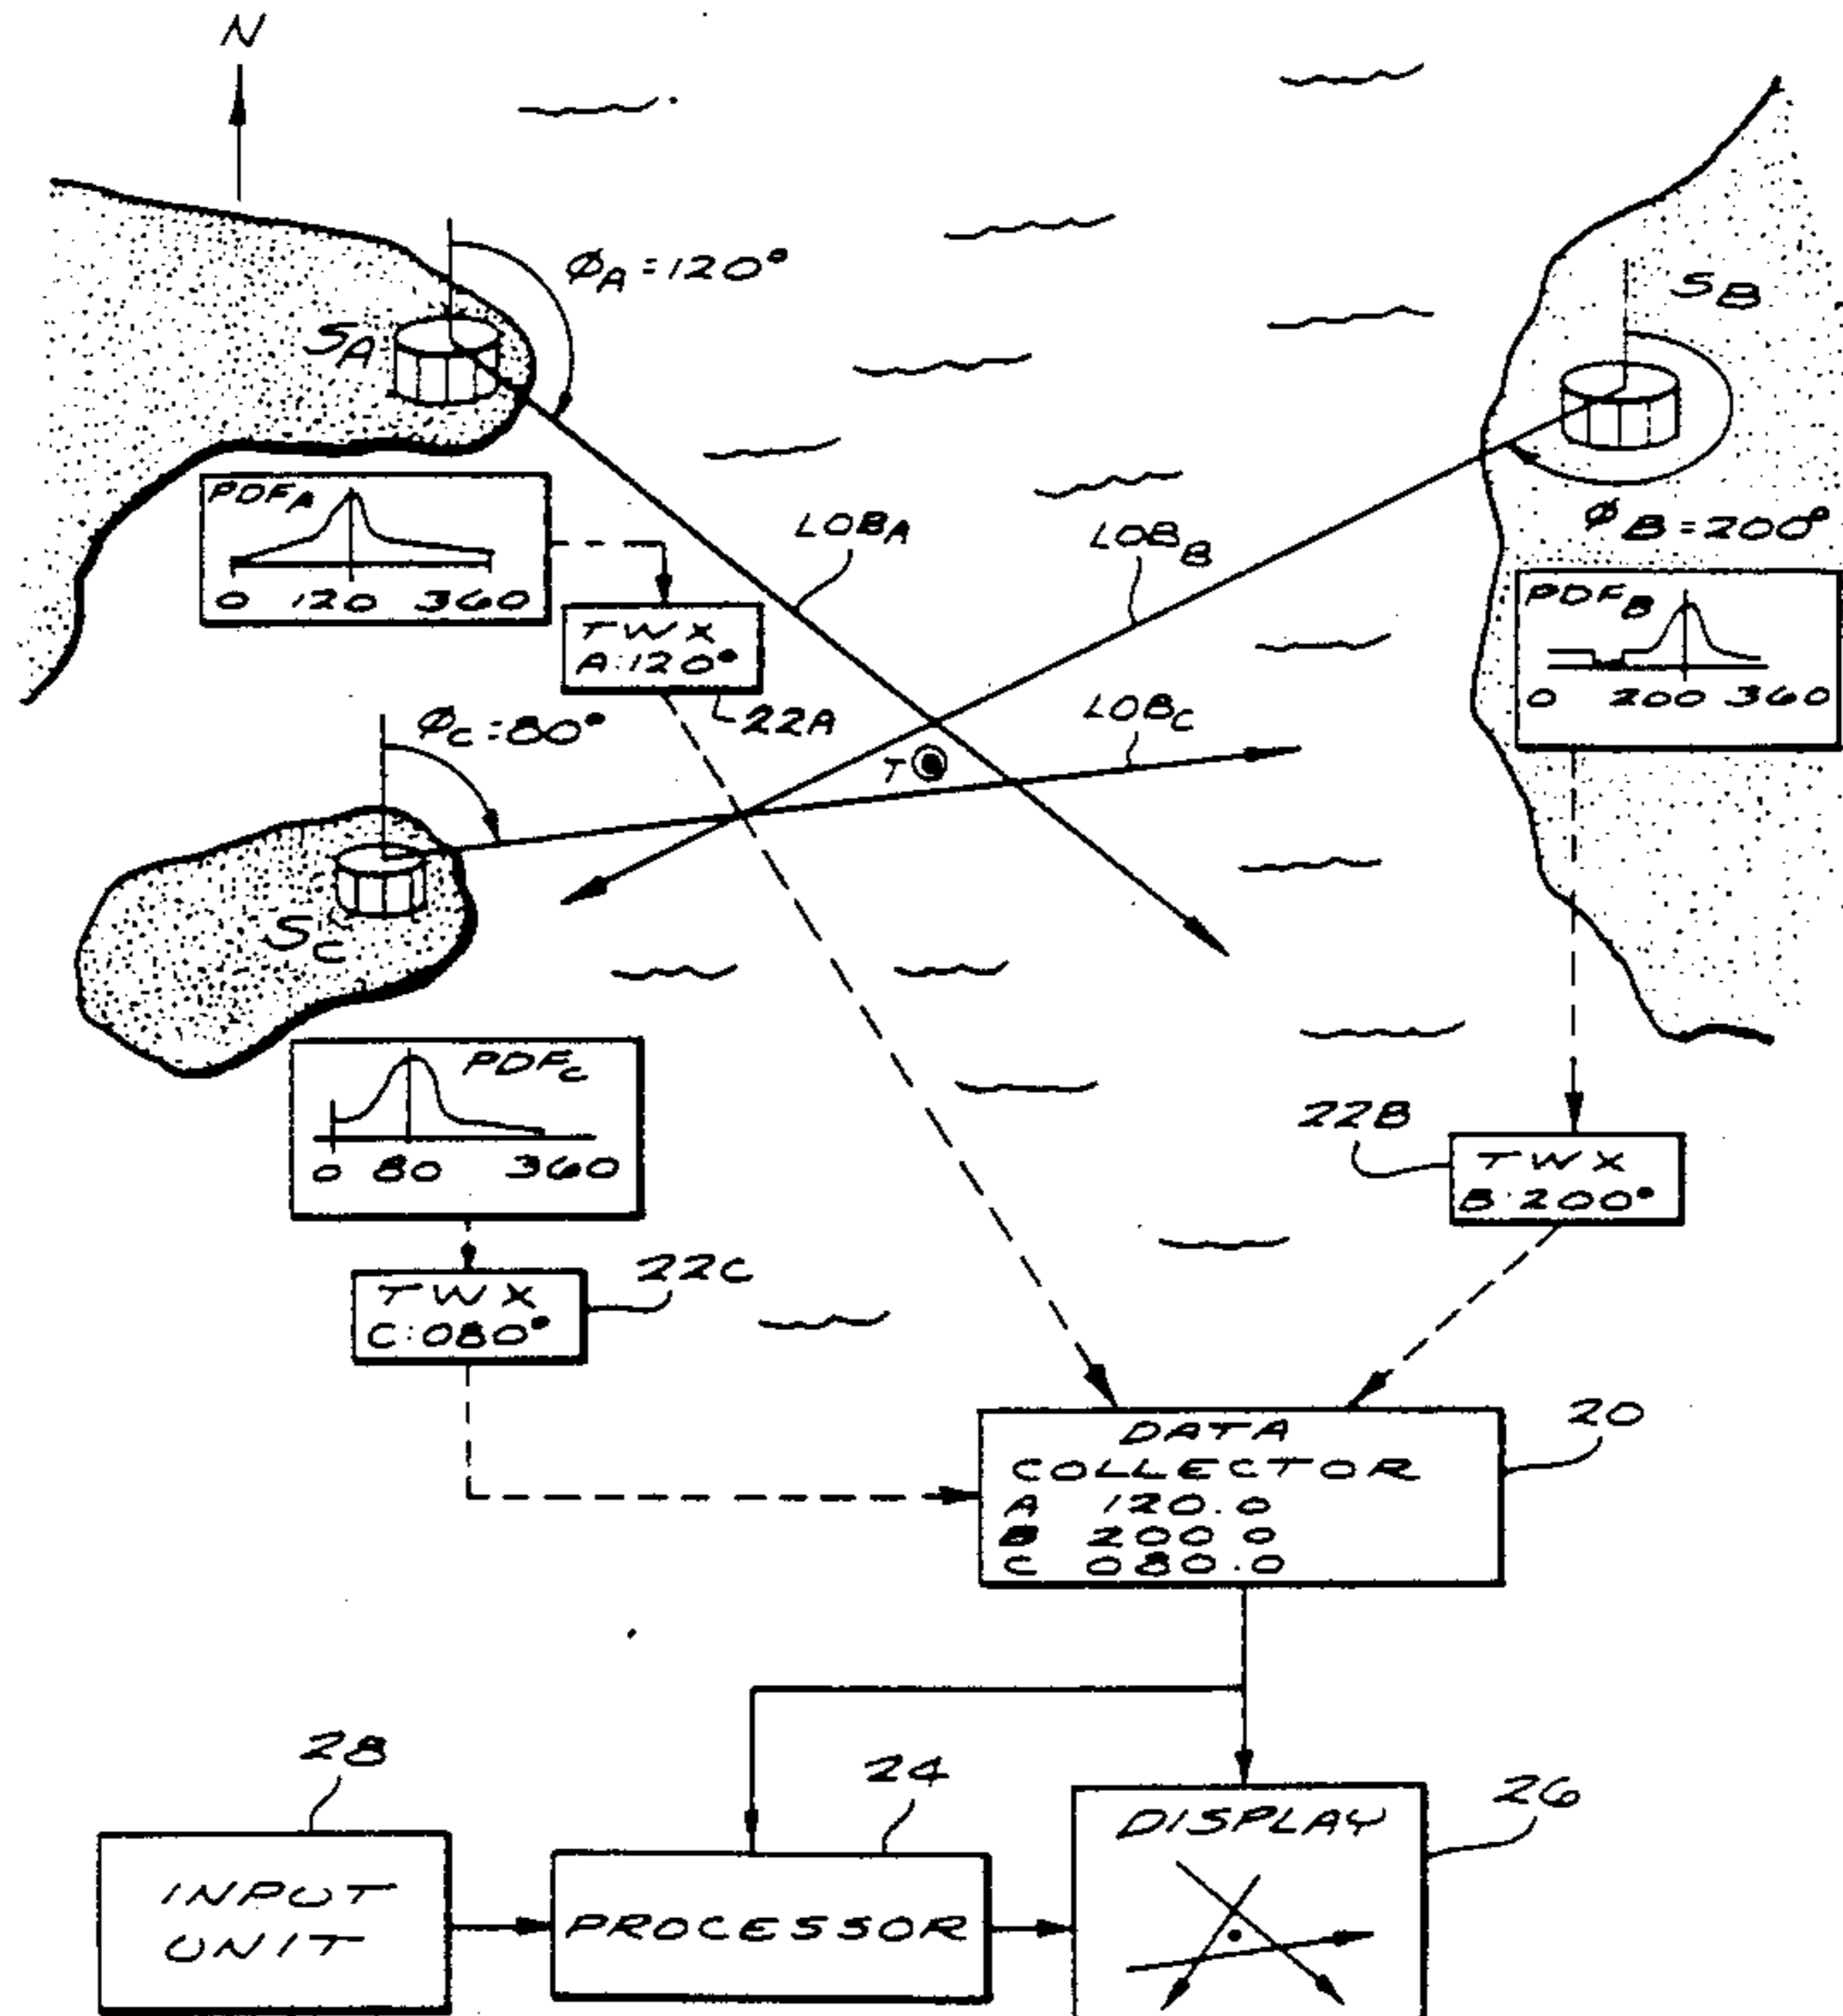 N
φA = 120°
SA
SB
φB = 200°
PDFA
0 120 360
LOBA
LOBB
PDFB
0 200 360
TWX
A:120°
22A
φC = 80°
LOBC
T
SC
PDFC
0 80 360
22B
TWX
B:200°
22C
TWX
C:080°
20
DATA
COLLECTOR
A 120.0
B 200 0
C 080.0
28
24
26
INPUT
UNIT
PROCESSOR
DISPLAY